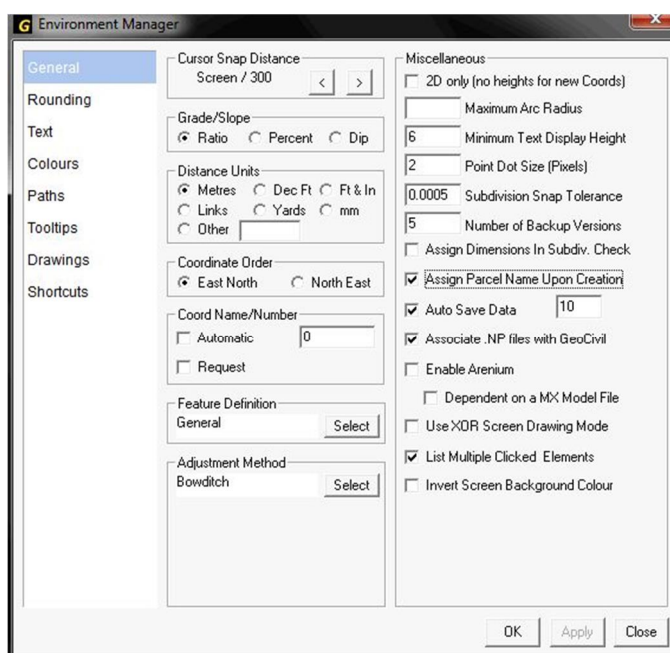 G Environment Manager
General
Rounding
Text
Colours
Paths
Tooltips
Drawings
Shortcuts
Cursor Snap Distance
Screen / 300
< >
Grade/Slope
Ratio Percent Dip
Distance Units
Metres Dec Ft Ft & In
Links Yards mm
Other
Coordinate Order
East North North East
Coord Name/Number
Automatic 0
Request
Feature Definition
General Select
Adjustment Method
Bowditch Select
Miscellaneous
2D only (no heights for new Coords)
Maximum Arc Radius
6 Minimum Text Display Height
2 Point Dot Size (Pixels)
0.0005 Subdivision Snap Tolerance
5 Number of Backup Versions
Assign Dimensions In Subdiv. Check
Assign Parcel Name Upon Creation
Auto Save Data 10
Associate .NP files with GeoCivil
Enable Arenium
Dependent on a MX Model File
Use XOR Screen Drawing Mode
List Multiple Clicked Elements
Invert Screen Background Colour
OK Apply Close